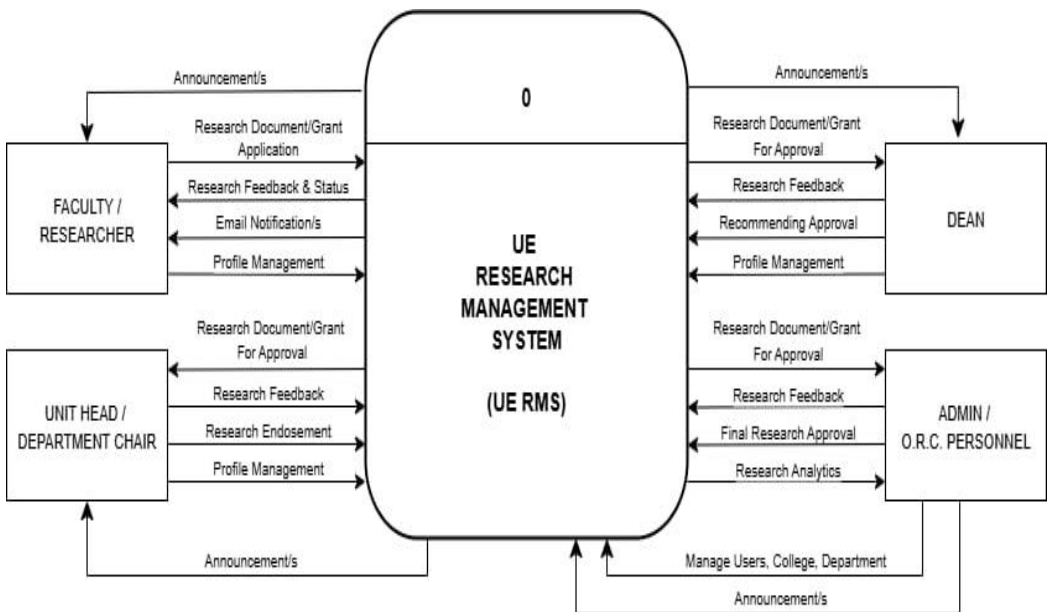 Announcement/s
Research Document/Grant
Application
Research Feedback & Status
Email Notification/s
Profile Management
FACULTY /
RESEARCHER
Research Document/Grant
For Approval
Research Feedback
Research Endosement
Profile Management
UNIT HEAD /
DEPARTMENT CHAIR
Announcement/s
0
UE
RESEARCH
MANAGEMENT
SYSTEM
(UE RMS)
Announcement/s
Research Document/Grant
For Approval
Research Feedback
Recommending Approval
Profile Management
DEAN
Research Document/Grant
For Approval
Research Feedback
Final Research Approval
Research Analytics
ADMIN /
O.R.C. PERSONNEL
Manage Users, College, Department
Announcement/s